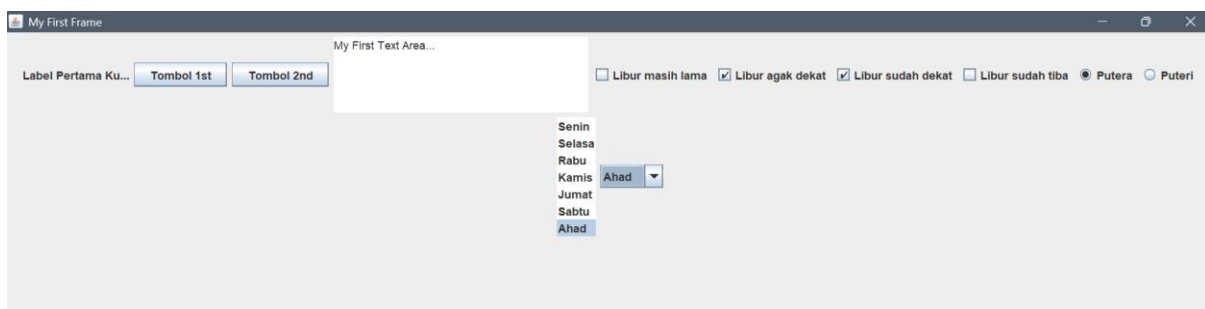 My First Frame
My First Text Area...
Label Pertama Ku... Tombol 1st Tombol 2nd Libur masih lama Libur agak dekat Libur sudah dekat Libur sudah tiba Putera Puteri
Senin
Selasa
Rabu
Kamis Ahad
Jumat
Sabtu
Ahad